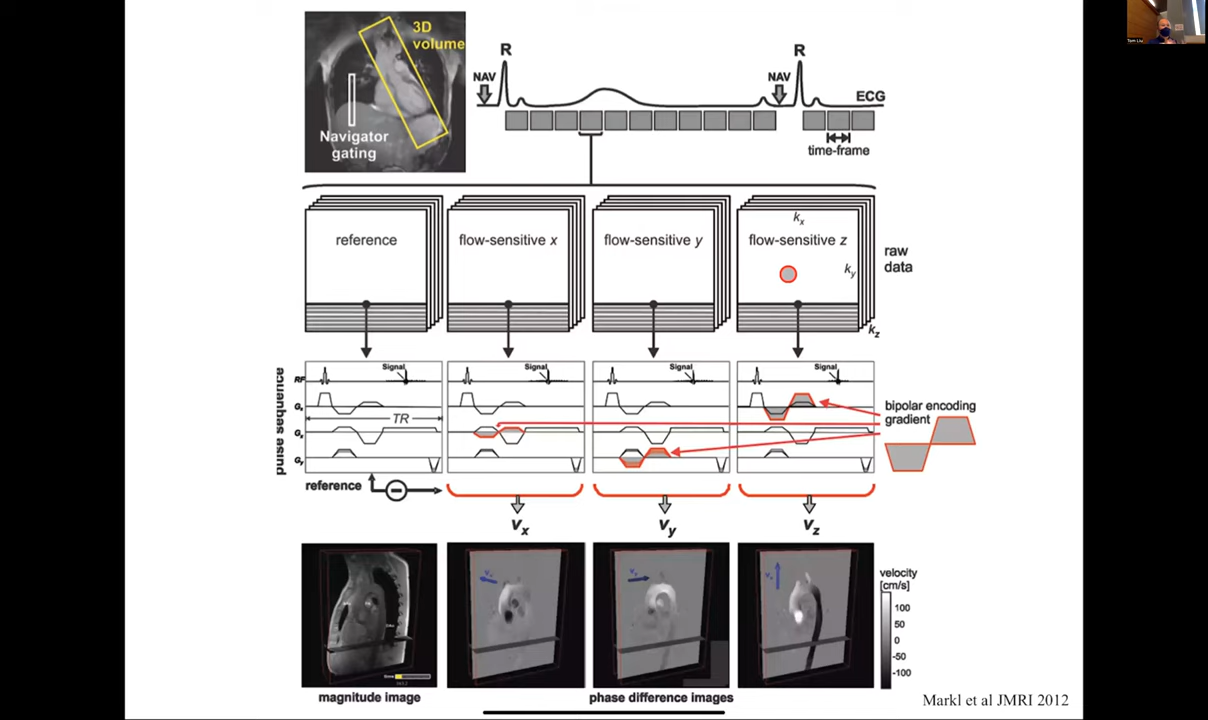 3D
volume
Navigator
gating
R
R
NAV
NAV
ECG
time-frame
reference
flow-sensitive x
flow-sensitive y
flow-sensitive z
kx
ky
kz
raw
data
pulse sequence
RF
Signal
Signal
Signal
Signal
TR
bipolar encoding
gradient
reference
vx
vy
vz
velocity
[cm/s]
100
50
0
-50
-100
magnitude image
phase difference images
Markl et al JMRI 2012
Tom Liu